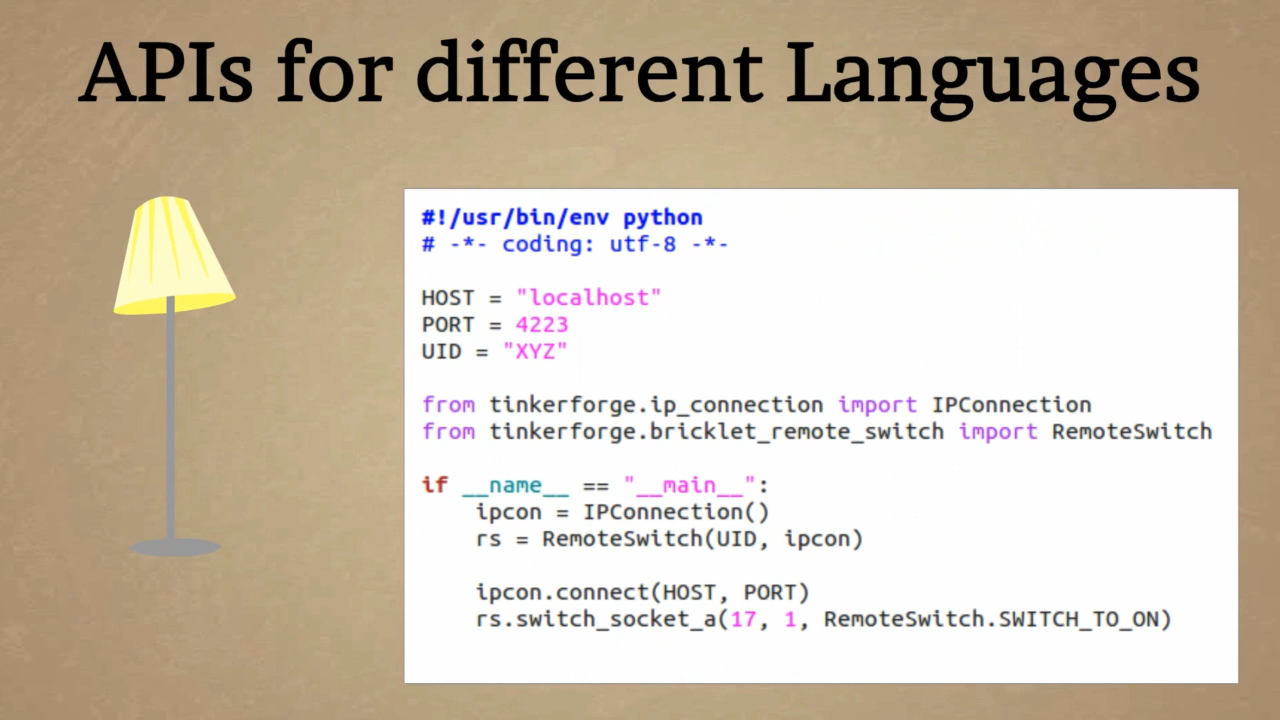 APIs for different Languages
#!/usr/bin/env python
# -*- coding: utf-8 -*-
HOST = "localhost"
PORT = 4223
UID = "XYZ"
from tinkerforge.ip_connection import IPConnection
from tinkerforge.bricklet_remote_switch import RemoteSwitch
if __name__ == "__main__":
    ipcon = IPConnection()
    rs = RemoteSwitch(UID, ipcon)
    ipcon.connect(HOST, PORT)
    rs.switch_socket_a(17, 1, RemoteSwitch.SWITCH_TO_ON)